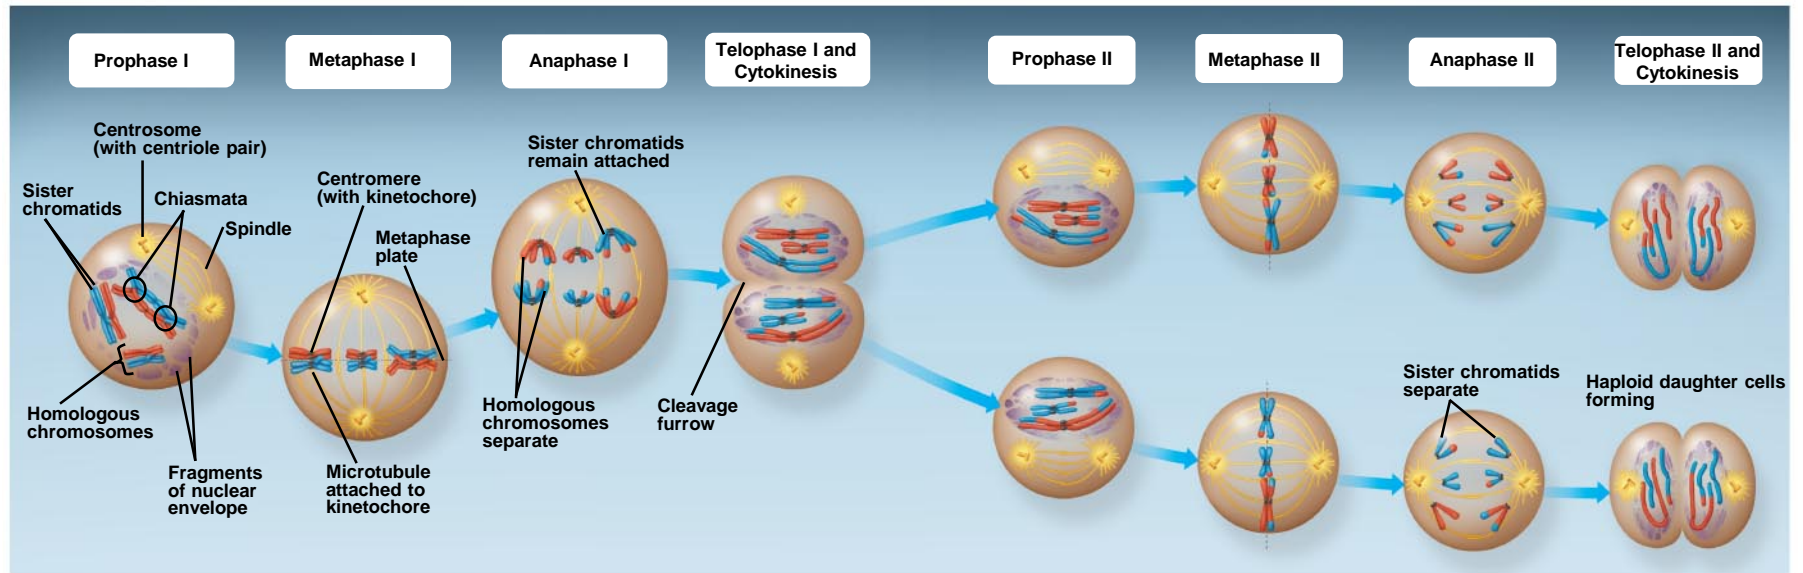 Prophase I
Metaphase I
Anaphase I
Telophase I and
Cytokinesis
Prophase II
Metaphase II
Anaphase II
Telophase II and
Cytokinesis
Centrosome
(with centriole pair)
Sister
chromatids
Chiasmata
Spindle
Homologous
chromosomes
Fragments
of nuclear
envelope
Centromere
(with kinetochore)
Metaphase
plate
Microtubule
attached to
kinetochore
Sister chromatids
remain attached
Homologous
chromosomes
separate
Cleavage
furrow
Sister chromatids
separate
Haploid daughter cells
forming